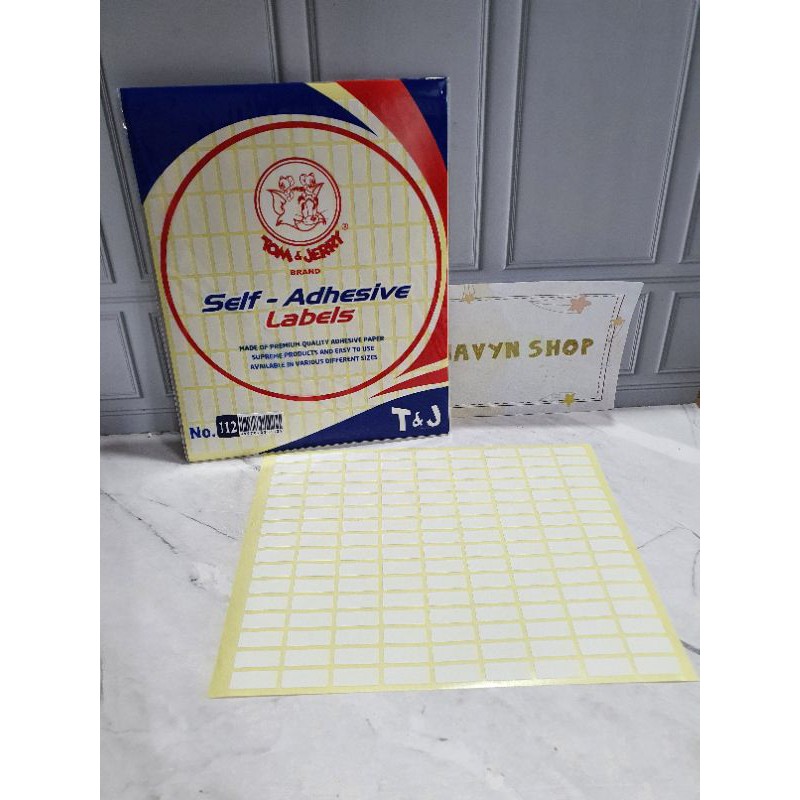 TOM & JERRY ®
BRAND
Self - Adhesive
Labels
MADE OF PREMIUM QUALITY ADHESIVE PAPER
SUPREME PRODUCTS AND EASY TO USE
AVAILABLE IN VARIOUS DIFFERENT SIZES
No. 112
T & J
AVYN SHOP